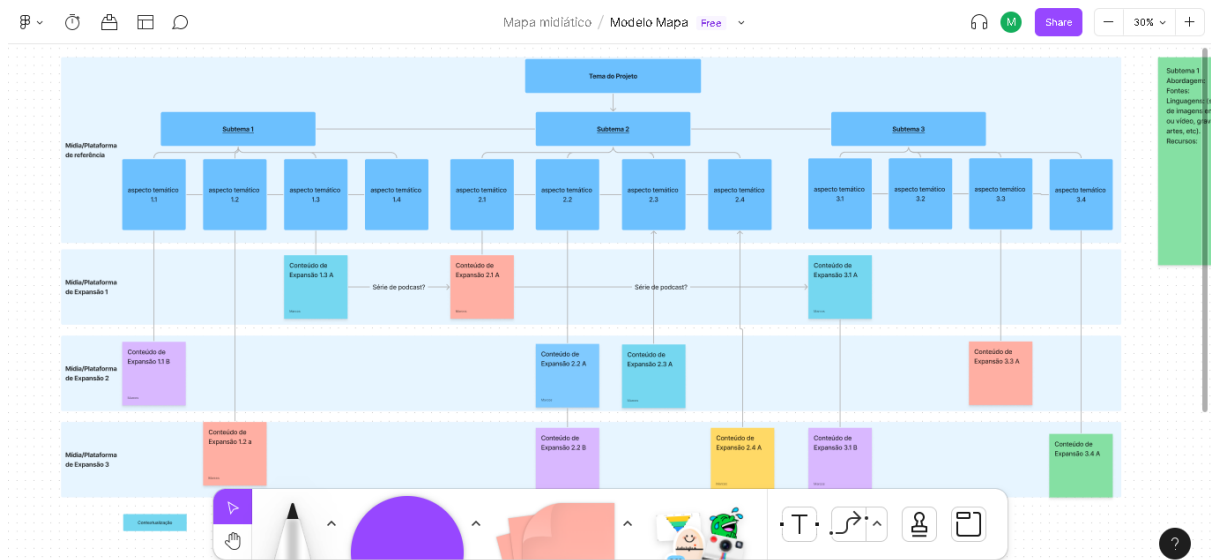 Mapa midiático / Modelo Mapa Free
M
Share
30%
Tema do Projeto
Subtema 1
Subtema 2
Subtema 3
Mídia/Plataforma
de referência
aspecto temático
1.1
aspecto temático
1.2
aspecto temático
1.3
aspecto temático
1.4
aspecto temático
2.1
aspecto temático
2.2
aspecto temático
2.3
aspecto temático
2.4
aspecto temático
3.1
aspecto temático
3.2
aspecto temático
3.3
aspecto temático
3.4
Subtema 1
Abordagem:
Fontes:
Linguagens
de imagens
ou vídeo,
artes, etc).
Recursos:
Mídia/Plataforma
de Expansão 1
Conteúdo de
Expansão 1.3 A
Série de podcast?
Conteúdo de
Expansão 2.1 A
Série de podcast?
Conteúdo de
Expansão 3.1 A
Mídia/Plataforma
de Expansão 2
Conteúdo de
Expansão 1.1 B
Conteúdo de
Expansão 2.2 A
Conteúdo de
Expansão 2.3 A
Conteúdo de
Expansão 3.3 A
Mídia/Plataforma
de Expansão 3
Conteúdo de
Expansão 1.2 a
Conteúdo de
Expansão 2.2 B
Conteúdo de
Expansão 2.4 A
Conteúdo de
Expansão 3.1 B
Conteúdo de
Expansão 3.4 A
Contextualização
T
?